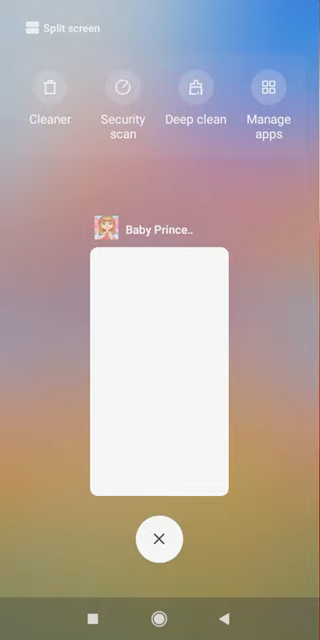 Split screen
Cleaner
Security
scan
Deep clean
Manage
apps
Baby Prince..